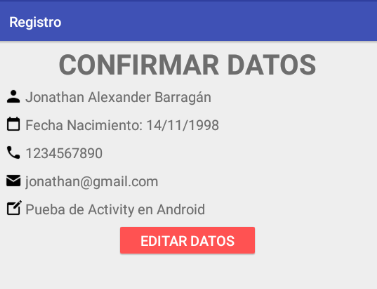 Registro
CONFIRMAR DATOS
Jonathan Alexander Barragán
Fecha Nacimiento: 14/11/1998
1234567890
jonathan@gmail.com
Pueba de Activity en Android
EDITAR DATOS